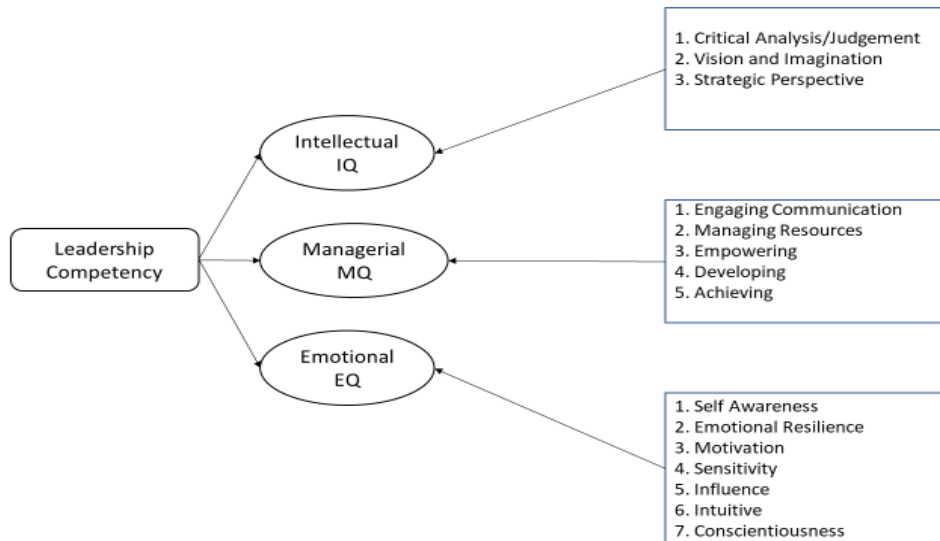 1. Critical Analysis/Judgement
2. Vision and Imagination
3. Strategic Perspective
Intellectual
IQ
1. Engaging Communication
2. Managing Resources
3. Empowering
4. Developing
5. Achieving
Leadership
Competency
Managerial
MQ
Emotional
EQ
1. Self Awareness
2. Emotional Resilience
3. Motivation
4. Sensitivity
5. Influence
6. Intuitive
7. Conscientiousness